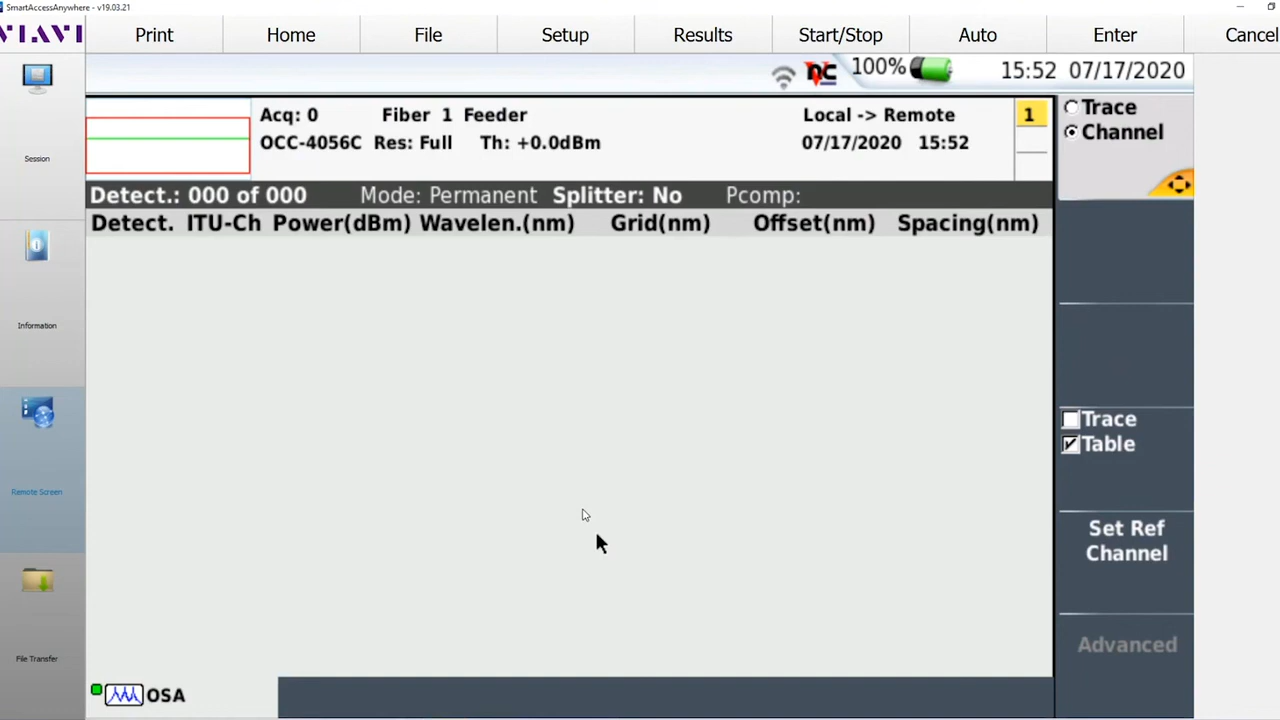 SmartAccessAnywhere - v19.03.21
VIAVI Print Home File Setup Results Start/Stop Auto Enter Cancel
100% 15:52 07/17/2020
Session
Information
Remote Screen
File Transfer
Acq: 0 Fiber 1 Feeder Local -> Remote 1
OCC-4056C Res: Full Th: +0.0dBm 07/17/2020 15:52
Detect.: 000 of 000 Mode: Permanent Splitter: No Pcomp:
Detect. ITU-Ch Power(dBm) Wavelen.(nm) Grid(nm) Offset(nm) Spacing(nm)
OSA
Trace
Channel
Trace
Table
Set Ref
Channel
Advanced